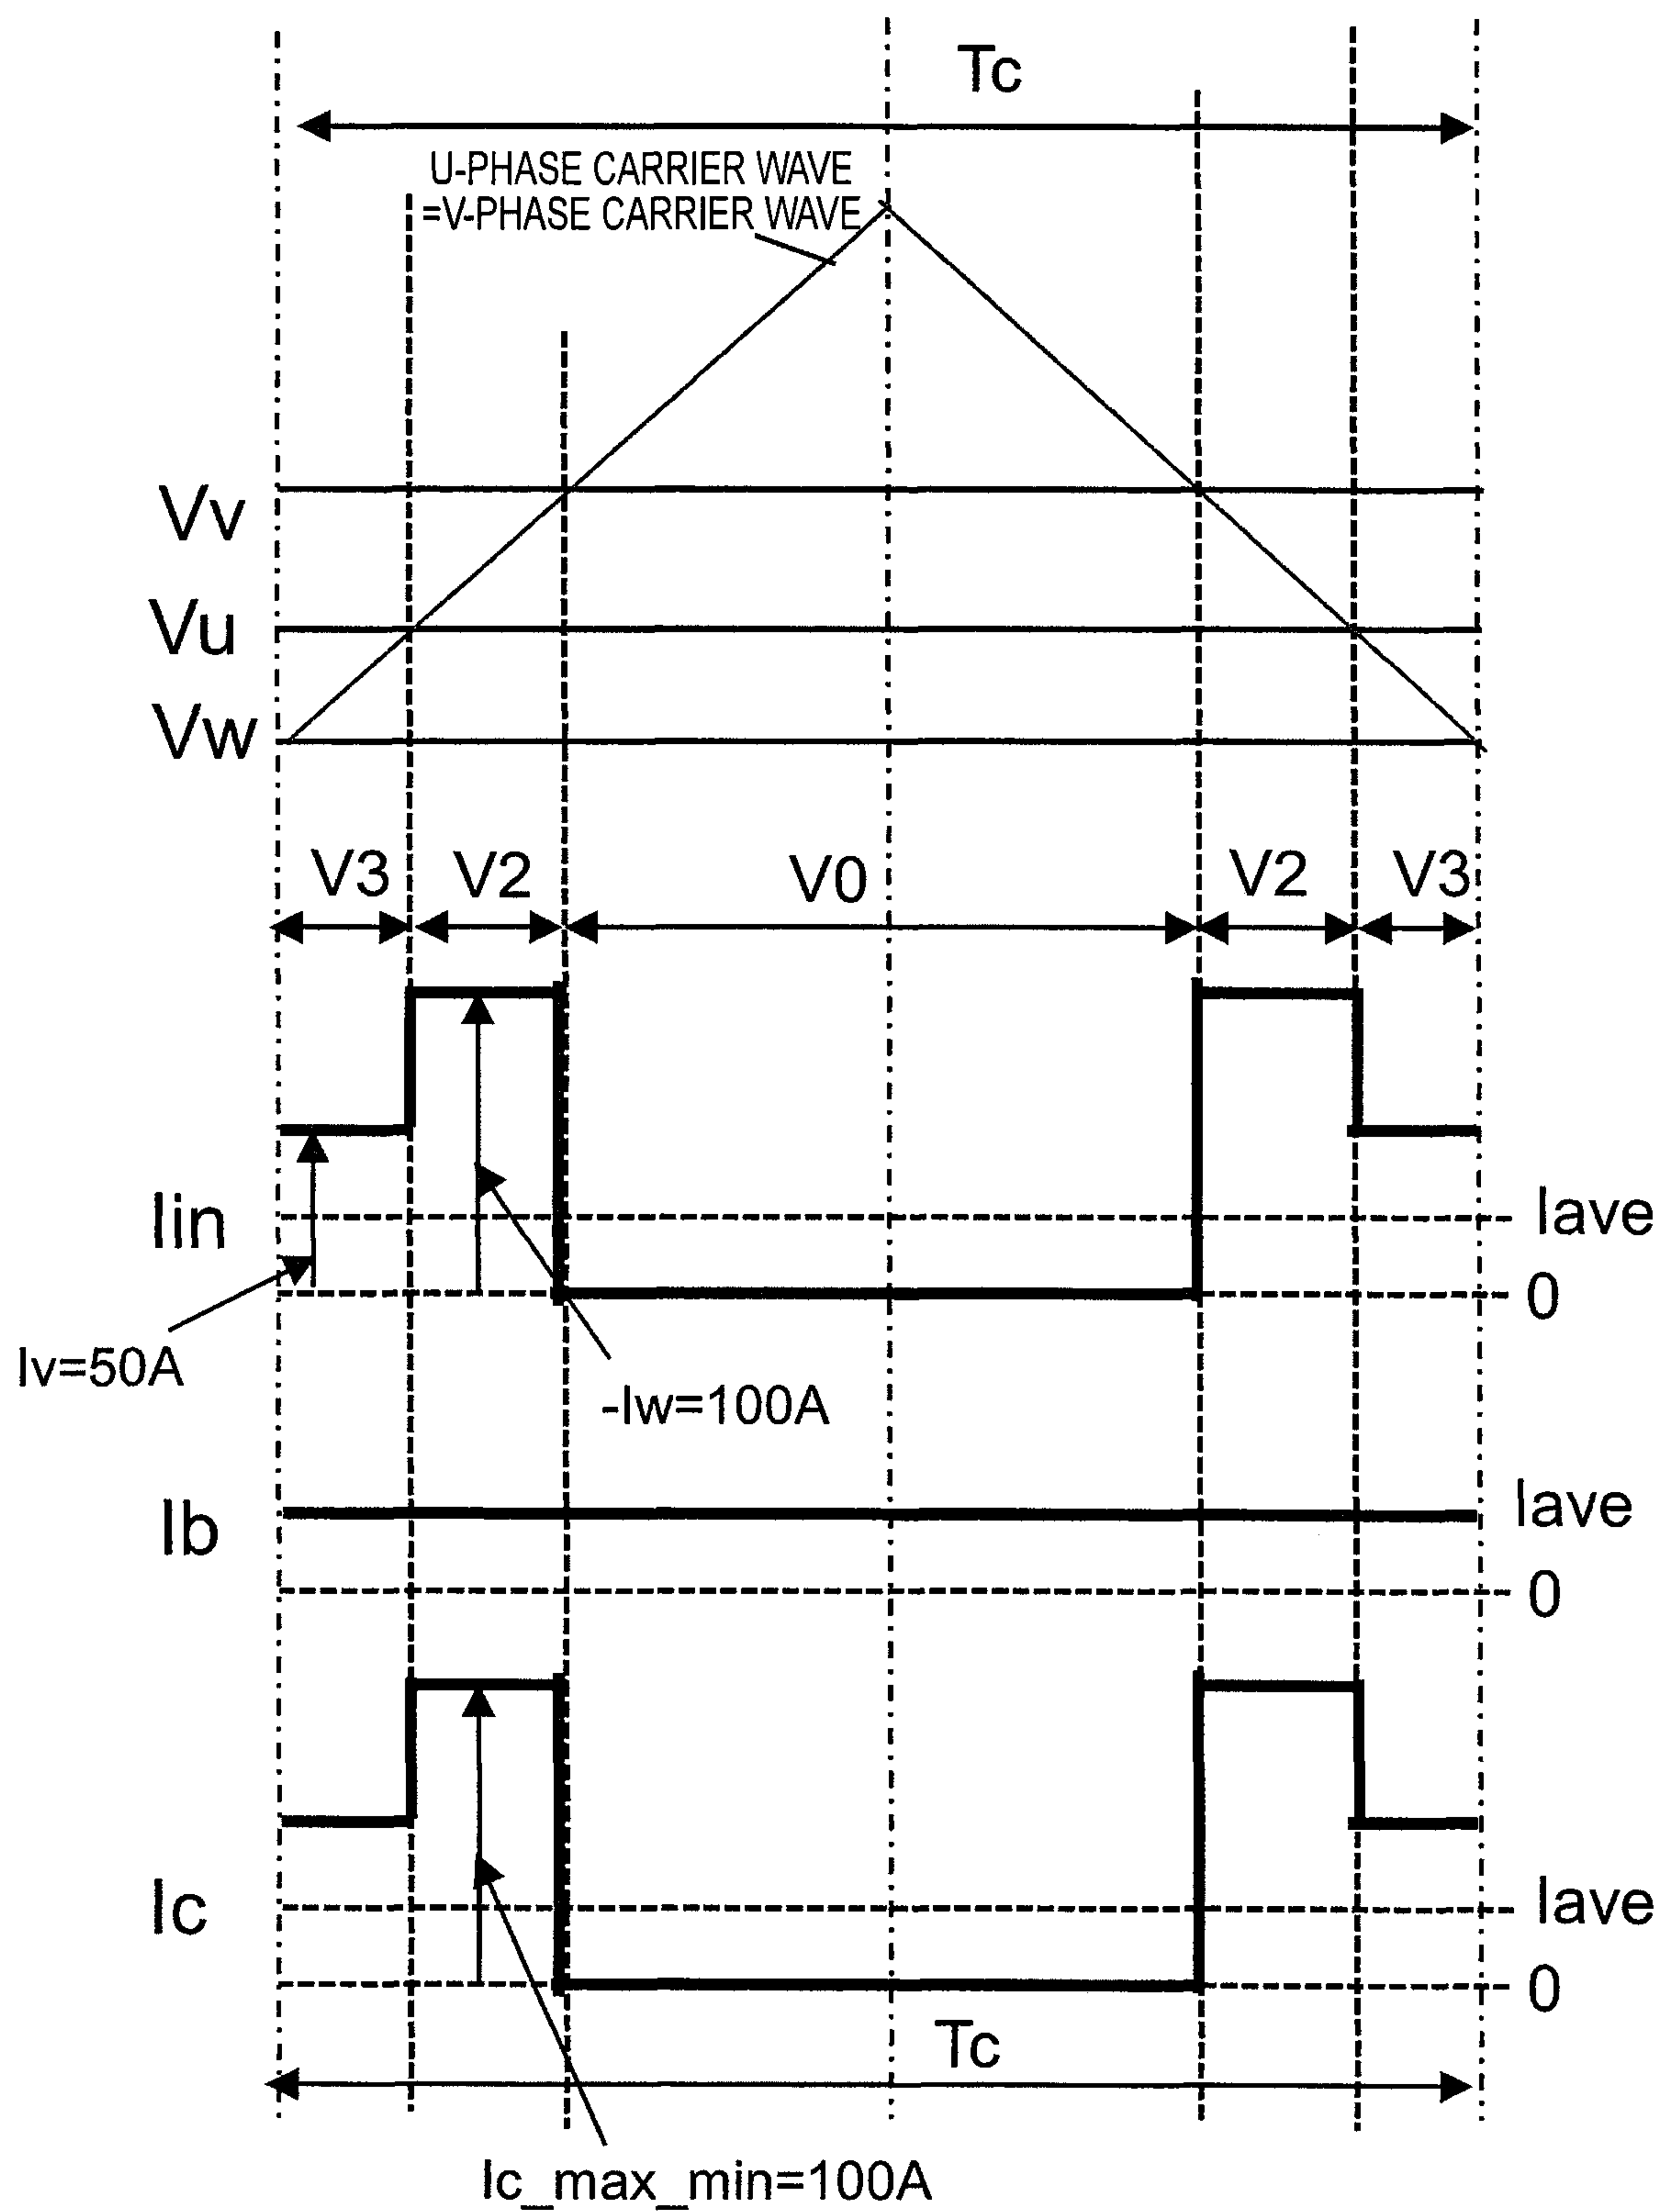 Tc
U-PHASE CARRIER WAVE
=V-PHASE CARRIER WAVE
Vv
Vu
Vw
V3 V2 V0 V2 V3
Iin
Iave
0
Iv=50A
-Iw=100A
Ib
Iave
0
Ic
Iave
0
Tc
Ic_max_min=100A